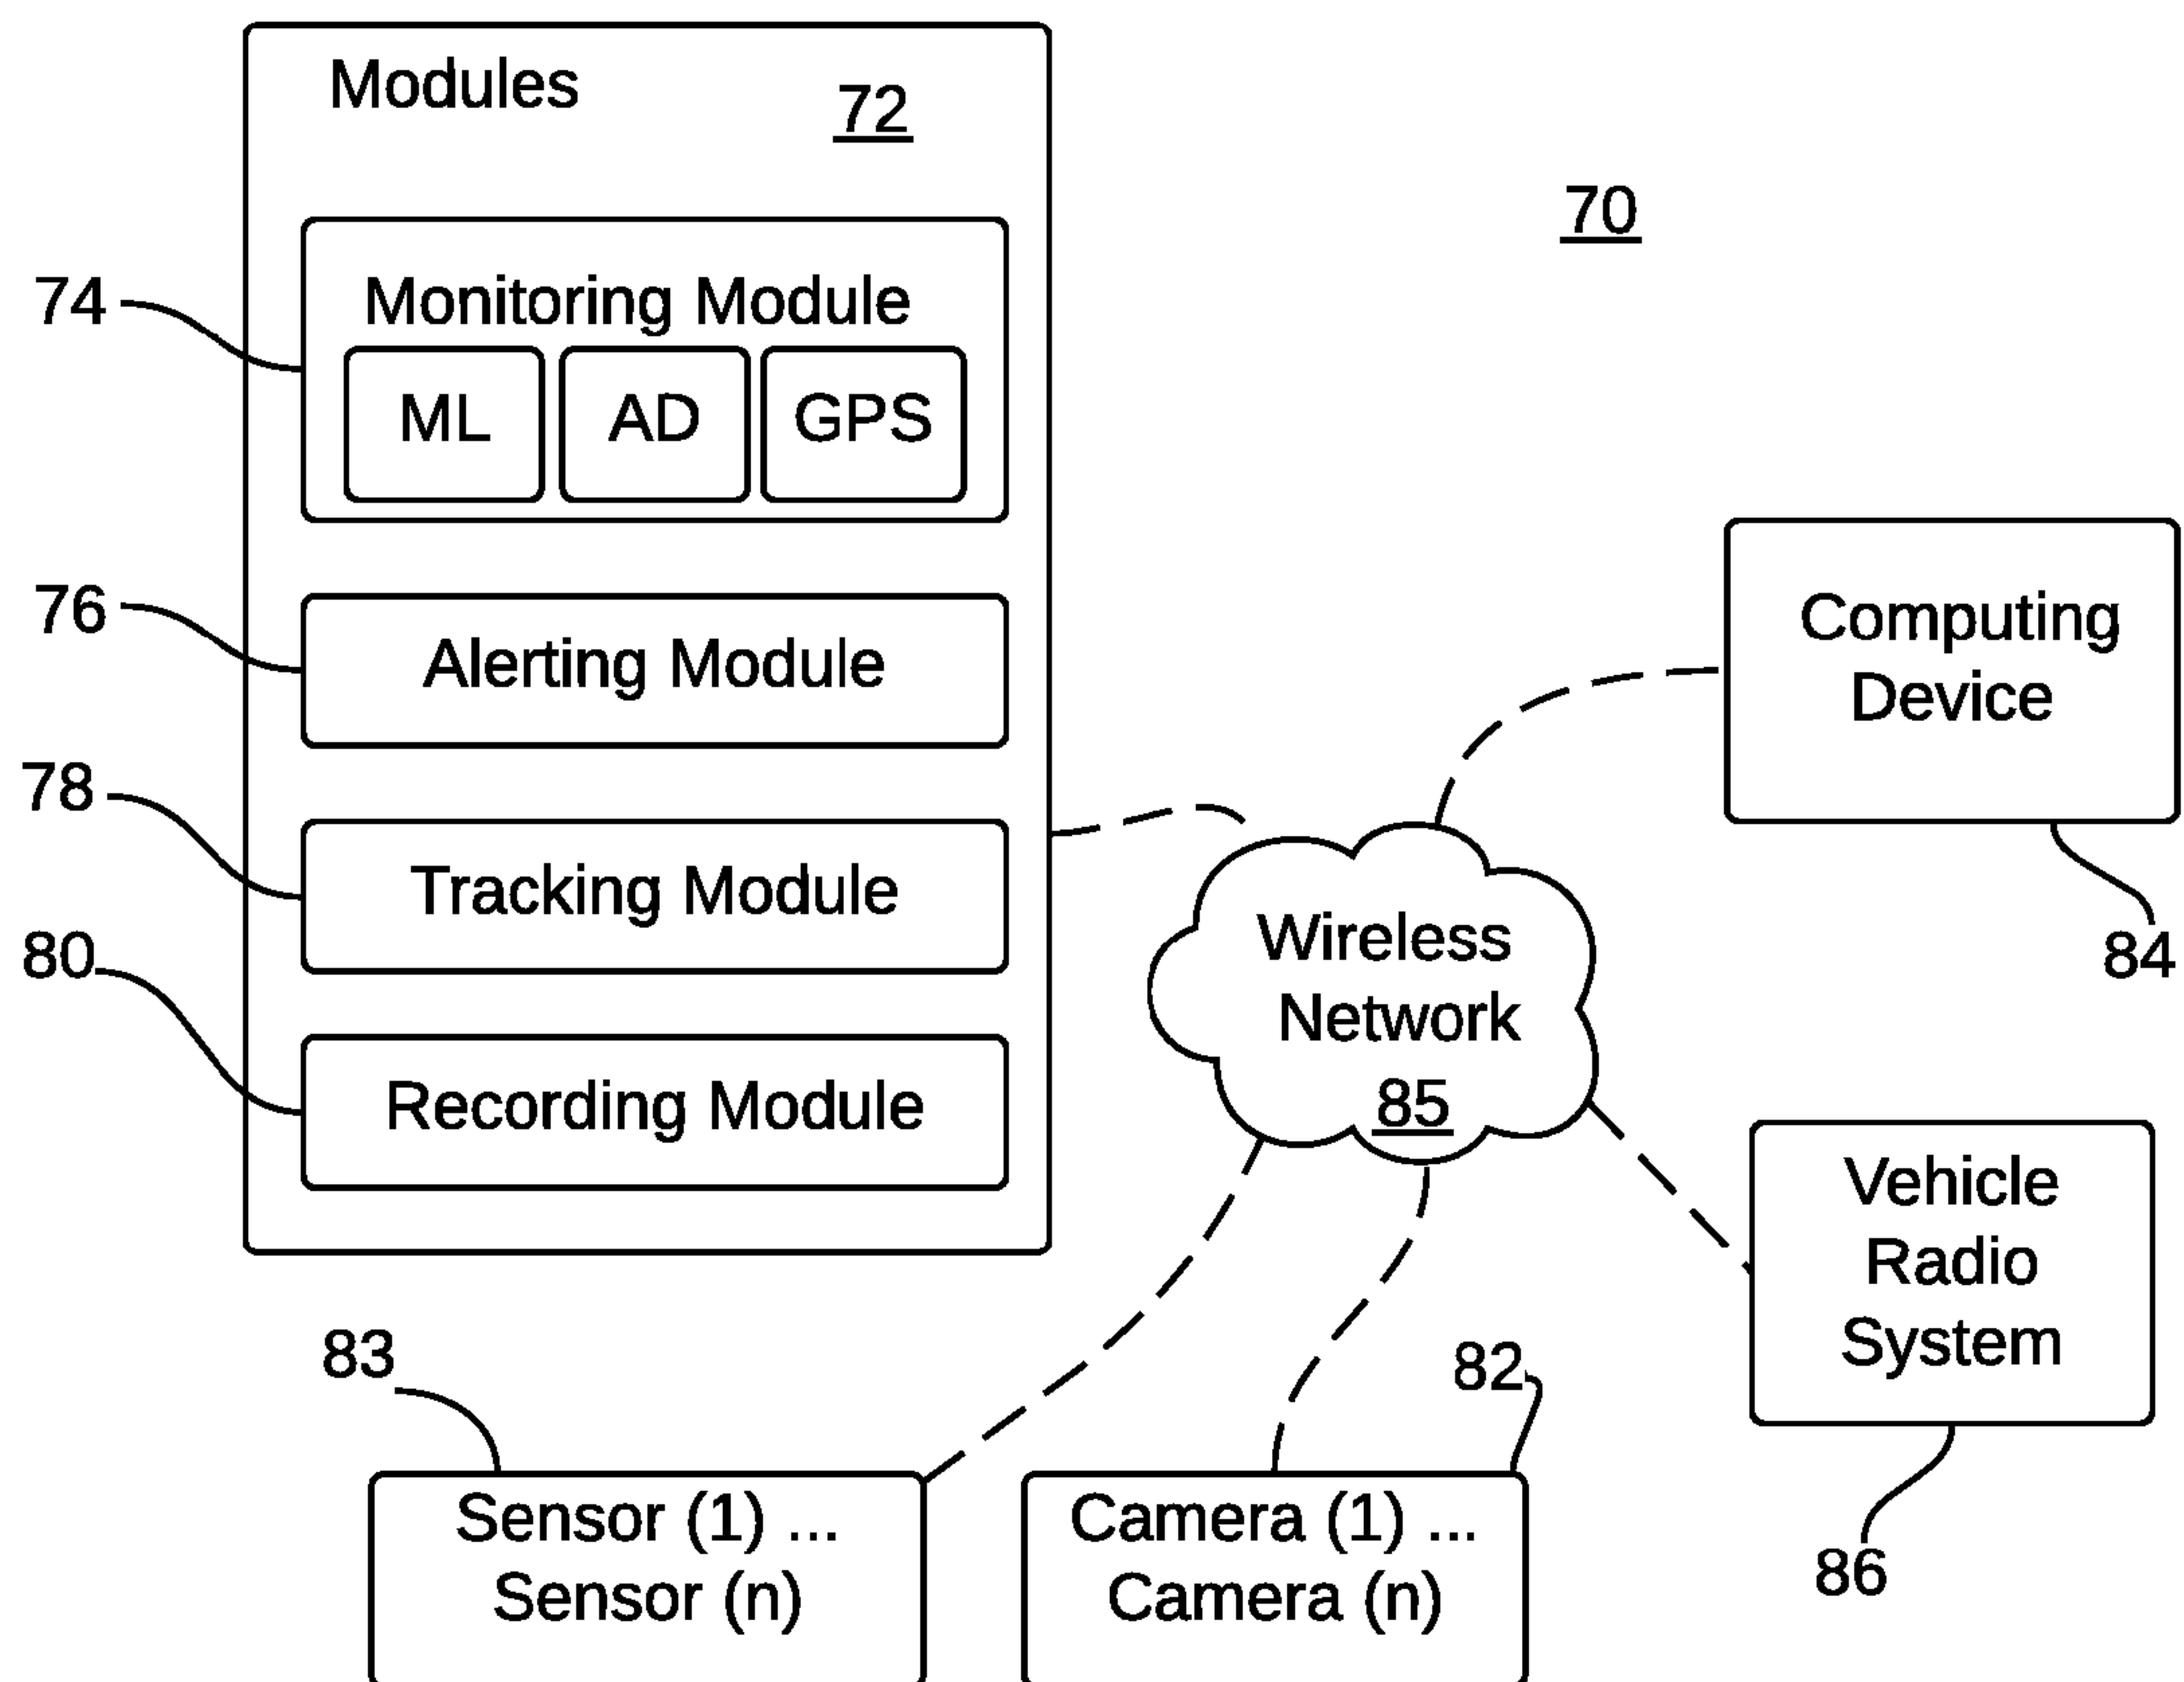 Modules
72
70
74
Monitoring Module
ML
AD
GPS
76
Alerting Module
Computing
Device
84
78
Tracking Module
80
Recording Module
Wireless
Network
85
Vehicle
Radio
System
86
83
Sensor (1) ...
Sensor (n)
82
Camera (1) ...
Camera (n)